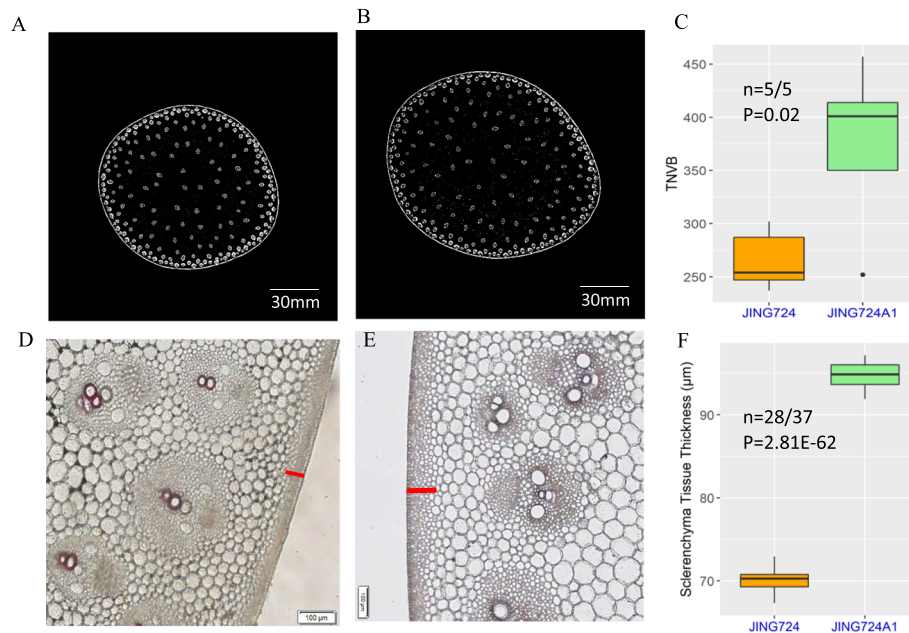 A
B
C
30mm
30mm
TNVB
450
400
350
300
250
n=5/5
P=0.02
JING724
JING724A1
D
E
F
100 µm
100 µm
Sclerenchyma Tissue Thickness (µm)
90
80
70
n=28/37
P=2.81E-62
JING724
JING724A1